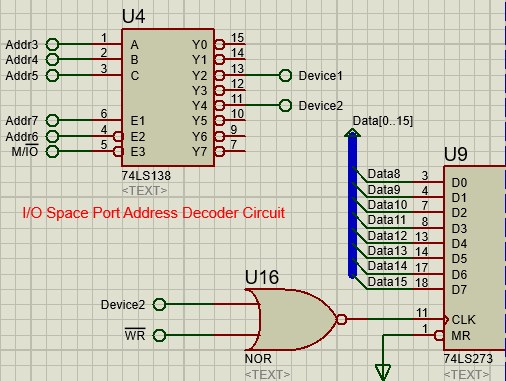 U4
Addr3 1 A Y0 15
Addr4 2 B Y1 14
Addr5 3 C Y2 13 Device1
Y3 12
Y4 11 Device2
Addr7 6 E1 Y5 10
Addr6 4 E2 Y6 9
M/IO 5 E3 Y7 7
74LS138
<TEXT>
I/O Space Port Address Decoder Circuit
Data[0..15]
U9
Data8 3 D0
Data9 4 D1
Data10 7 D2
Data11 8 D3
Data12 13 D4
Data13 14 D5
Data14 17 D6
Data15 18 D7
11 CLK
1 MR
74LS273
<TEXT>
U16
Device2
WR
NOR
<TEXT>